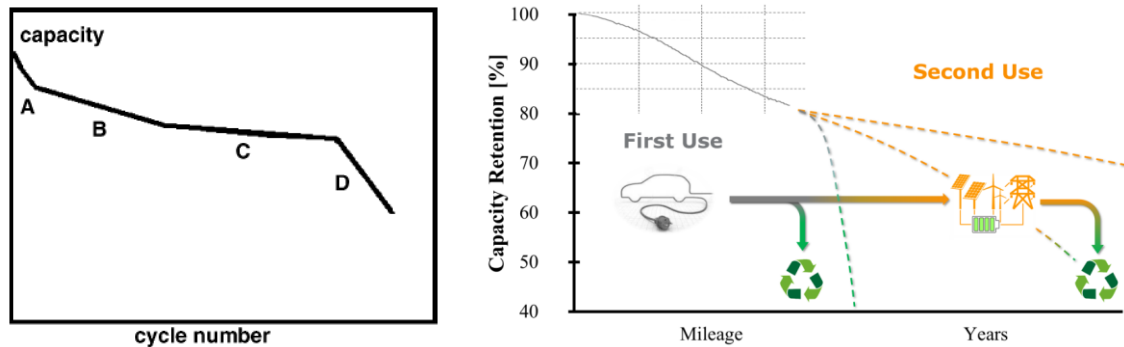 capacity
A
B
C
D
cycle number
Capacity Retention [%]
100
90
80
70
60
50
40
First Use
Second Use
Mileage
Years